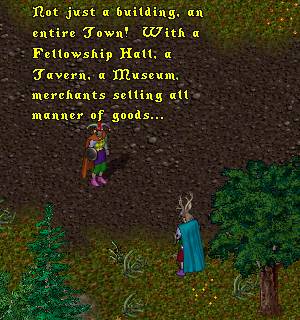 Not just a building, an
entire Town!  With a
Fellowship Hall, a
Tavern, a Museum,
merchants selling all
manner of goods...